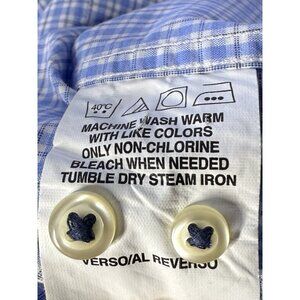 40°C
MACHINE WASH WARM
WITH LIKE COLORS
ONLY NON-CHLORINE
BLEACH WHEN NEEDED
TUMBLE DRY STEAM IRON
VERSO/AL REVERSO